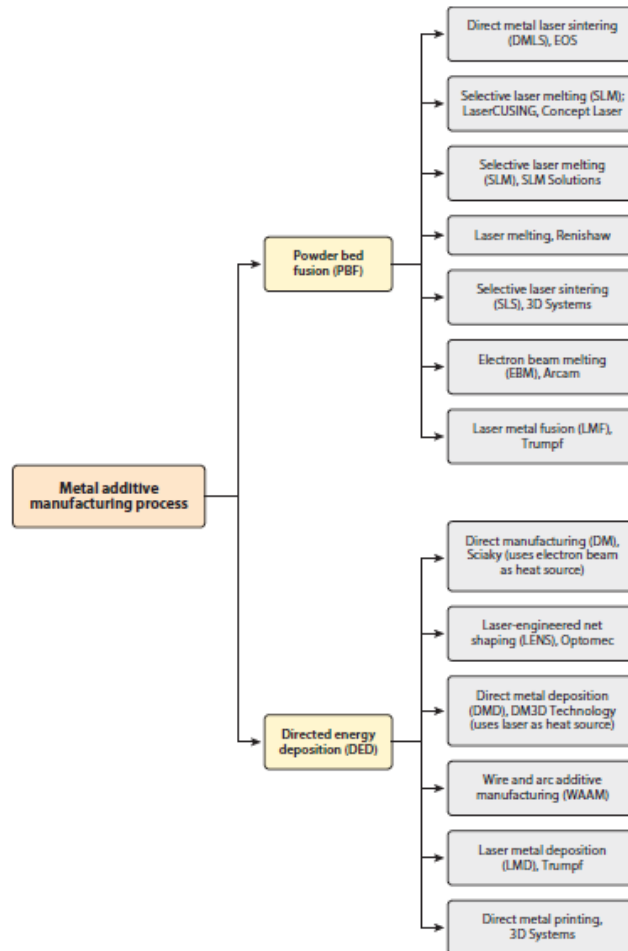 Direct metal laser sintering
(DMLS), EOS
Selective laser melting (SLM);
LaserCUSING, Concept Laser
Selective laser melting
(SLM), SLM Solutions
Powder bed
fusion (PBF)
Laser melting, Renishaw
Selective laser sintering
(SLS), 3D Systems
Electron beam melting
(EBM), Arcam
Laser metal fusion (LMF),
Trumpf
Metal additive
manufacturing process
Direct manufacturing (DM),
Sciaky (uses electron beam
as heat source)
Laser-engineered net
shaping (LENS), Optomec
Direct metal deposition
(DMD), DM3D Technology
(uses laser as heat source)
Directed energy
deposition (DED)
Wire and arc additive
manufacturing (WAAM)
Laser metal deposition
(LMD), Trumpf
Direct metal printing,
3D Systems